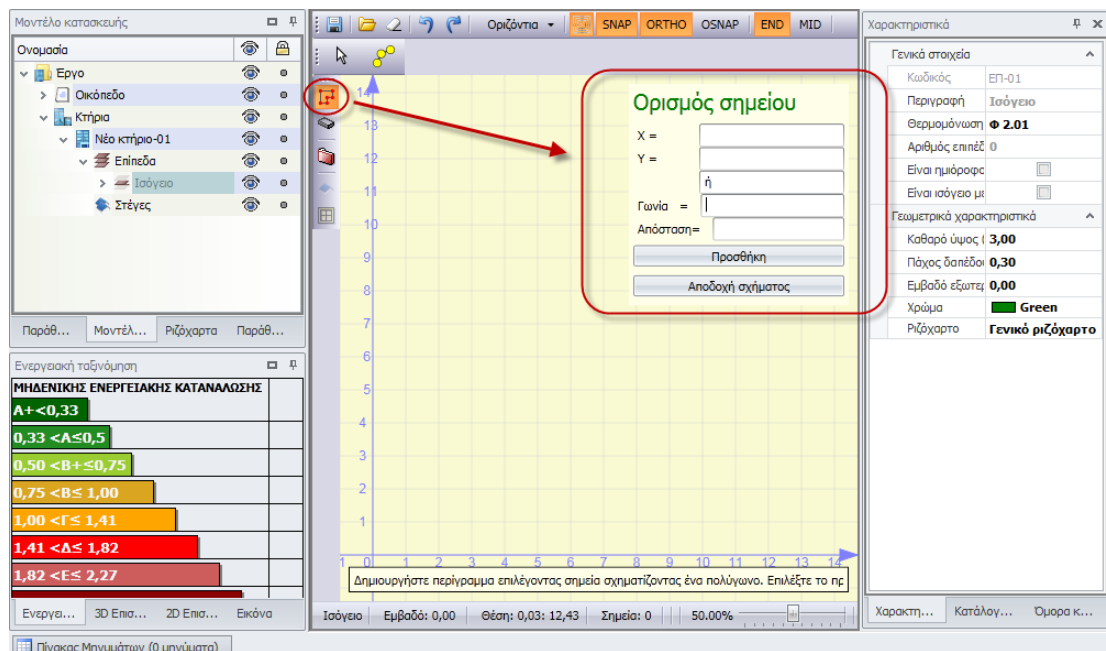 Μοντέλο κατασκευής
Ονομασία
Έργο
Οικόπεδο
Κτήρια
Νέο κτήριο-01
Επίπεδα
Ισόγειο
Στέγες
Παράθ...
Μοντέλ...
Ριζόχαρτα
Παράθ...
Ενεργειακή ταξινόμηση
ΜΗΔΕΝΙΚΗΣ ΕΝΕΡΓΕΙΑΚΗΣ ΚΑΤΑΝΑΛΩΣΗΣ
Α+<0,33
0,33 <Α≤0,5
0,50 <Β+≤0,75
0,75 <Β≤ 1,00
1,00 <Γ≤ 1,41
1,41 <Δ≤ 1,82
1,82 <Ε≤ 2,27
Ενεργει...
3D Επισ...
2D Επισ...
Εικόνα
Πίνακας Μηνυμάτων (0 μηνύματα)
Οριζόντια
SNAP
ORTHO
OSNAP
END
MID
14
13
12
11
10
9
8
7
6
5
4
3
2
1
1 0 1 2 3 4 5 6 7 8 9 10 11 12 13 14
Ορισμός σημείου
X =
Y =
ή
Γωνία =
Απόσταση=
Προσθήκη
Αποδοχή σχήματος
Δημιουργήστε περίγραμμα επιλέγοντας σημεία σχηματίζοντας ένα πολύγωνο. Επιλέξτε το πρ
Ισόγειο
Εμβαδό: 0,00
Θέση: 0,03: 12,43
Σημεία: 0
50.00%
Χαρακτηριστικά
Γενικά στοιχεία
Κωδικός ΕΠ-01
Περιγραφή Ισόγειο
Θερμομόνωση Φ 2.01
Αριθμός επιπέδ 0
Είναι ημιόροφο
Είναι ισόγειο με
Γεωμετρικά χαρακτηριστικά
Καθαρό ύψος ( 3,00
Πάχος δαπέδου 0,30
Εμβαδό εξωτερ 0,00
Χρώμα Green
Ριζόχαρτο Γενικό ριζόχαρτο
Χαρακτη...
Κατάλογ...
Όμορα κ...